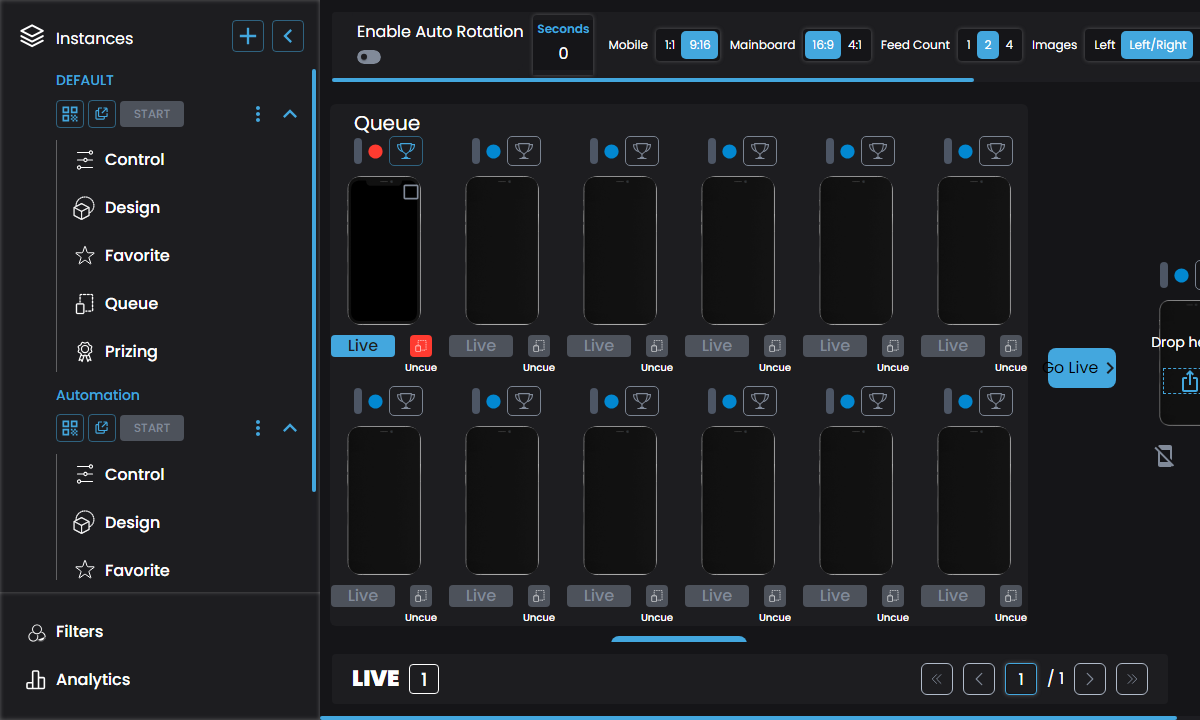 Instances
DEFAULT
START
Control
Design
Favorite
Queue
Prizing
Automation
START
Control
Design
Favorite
Filters
Analytics
Enable Auto Rotation
Seconds
0
Mobile 1:1 9:16
Mainboard 16:9 4:1
Feed Count 1 2 4
Images Left Left/Right
Queue
Live Live Live Live Live Live
Uncue Uncue Uncue Uncue Uncue Uncue
Live Live Live Live Live Live
Uncue Uncue Uncue Uncue Uncue Uncue
Go Live
Drop he
LIVE 1
1 / 1